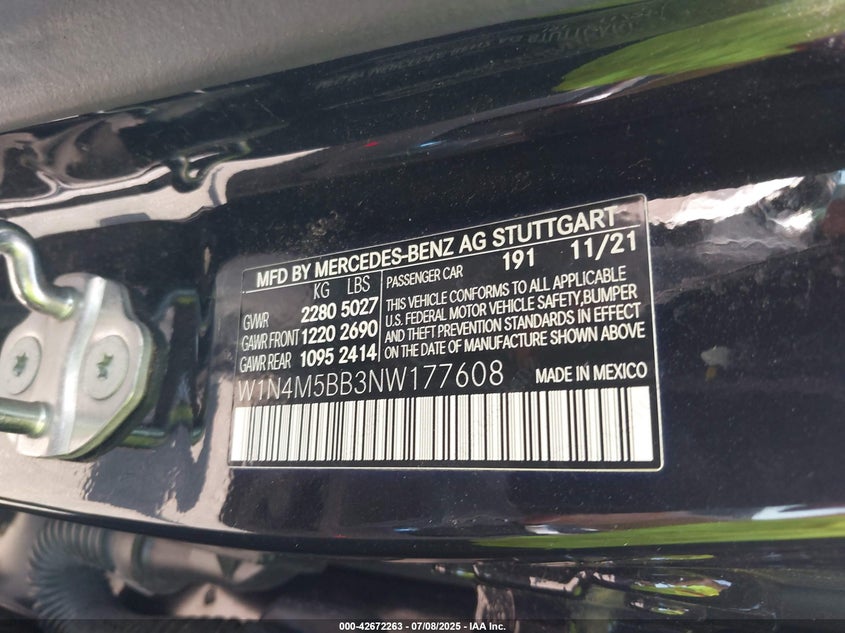 MFD BY MERCEDES-BENZ AG STUTTGART
KG LBS
GVWR 2280 5027
GAWR FRONT 1220 2690
GAWR REAR 1095 2414
PASSENGER CAR 191 11/21
THIS VEHICLE CONFORMS TO ALL APPLICABLE
U.S. FEDERAL MOTOR VEHICLE SAFETY, BUMPER
AND THEFT PREVENTION STANDARDS IN EFFECT
ON THE DATE OF MANUFACTURE SHOWN ABOVE
W1N4M5BB3NW177608 MADE IN MEXICO
000-42672263 - 07/08/2025 - IAA Inc.